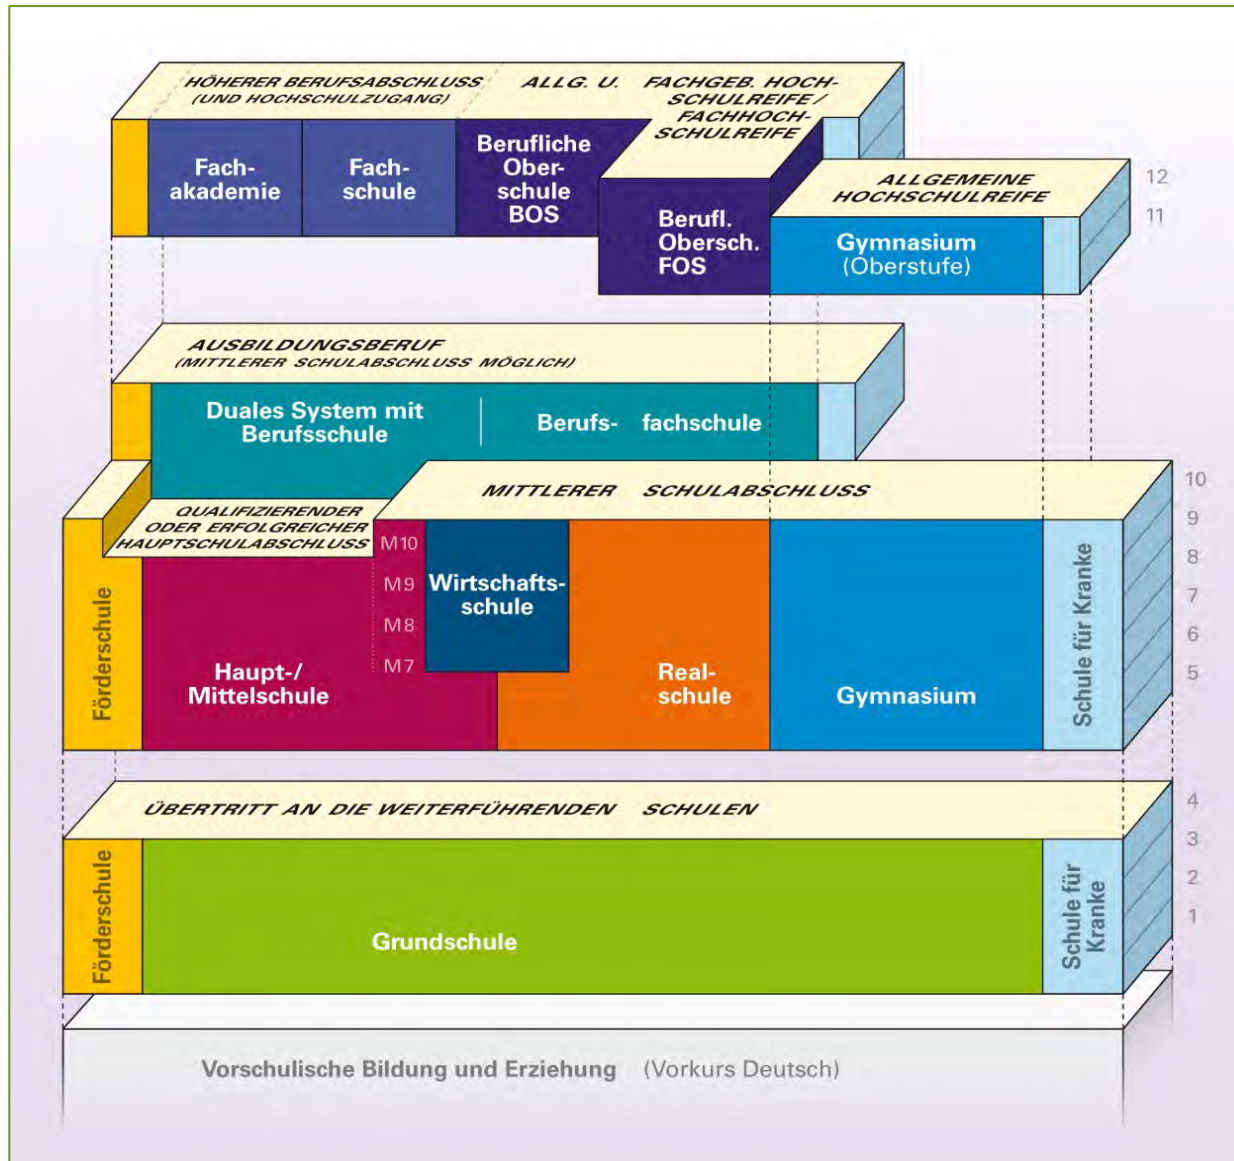 HÖHERER BERUFSABSCHLUSS
(UND HOCHSCHULZUGANG)
ALLG. U. FACHGEB. HOCH-
SCHULREIFE /
FACHHOCH-
SCHULREIFE
Fach-
akademie
Fach-
schule
Berufliche
Ober-
schule
BOS
Berufl.
Obersch.
FOS
ALLGEMEINE
HOCHSCHULREIFE
Gymnasium
(Oberstufe)
12
11
AUSBILDUNGSBERUF
(MITTLERER SCHULABSCHLUSS MÖGLICH)
Duales System mit
Berufsschule
Berufs- fachschule
QUALIFIZIERENDER
ODER ERFOLGREICHER
HAUPTSCHULABSCHLUSS
MITTLERER SCHULABSCHLUSS
Förderschule
Haupt-/
Mittelschule
M10
M9
M8
M7
Wirtschafts-
schule
Real-
schule
Gymnasium
Schule für Kranke
10
9
8
7
6
5
ÜBERTRITT AN DIE WEITERFÜHRENDEN SCHULEN
Förderschule
Grundschule
Schule für
Kranke
4
3
2
1
Vorschulische Bildung und Erziehung (Vorkurs Deutsch)